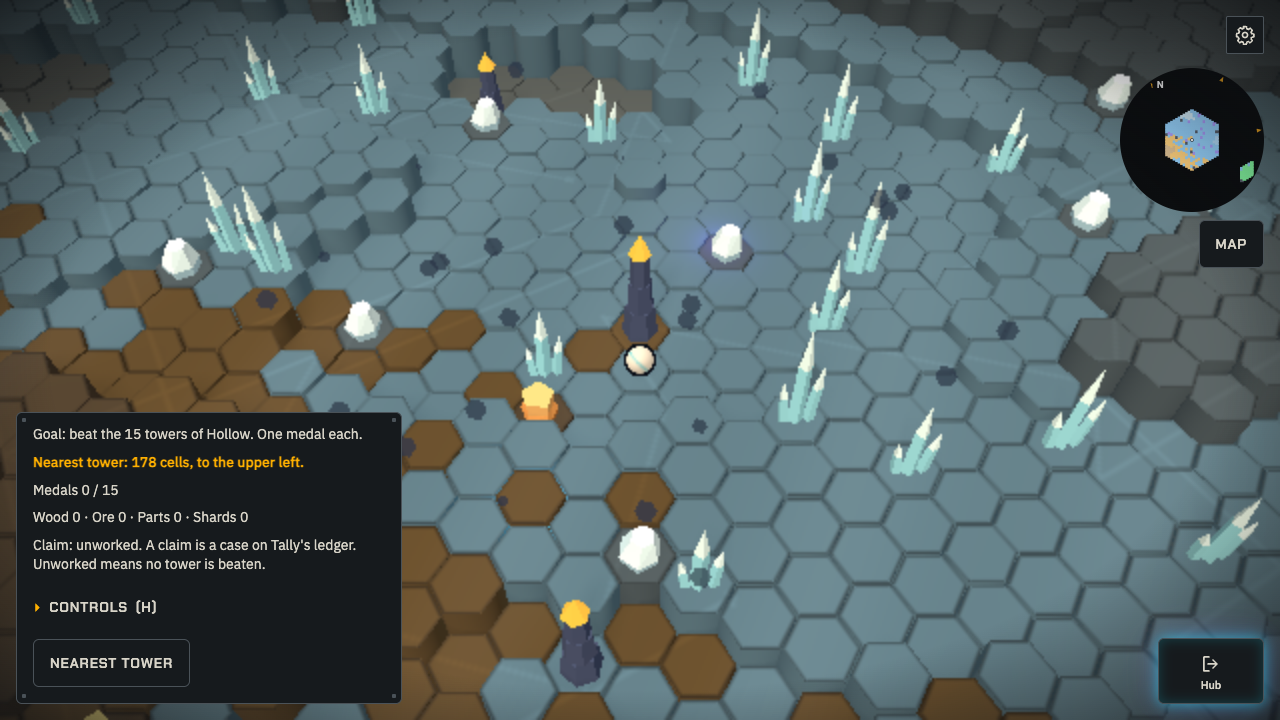 N
MAP
Goal: beat the 15 towers of Hollow. One medal each.
Nearest tower: 178 cells, to the upper left.
Medals 0 / 15
Wood 0 · Ore 0 · Parts 0 · Shards 0
Claim: unworked. A claim is a case on Tally's ledger.
Unworked means no tower is beaten.
CONTROLS (H)
NEAREST TOWER
Hub